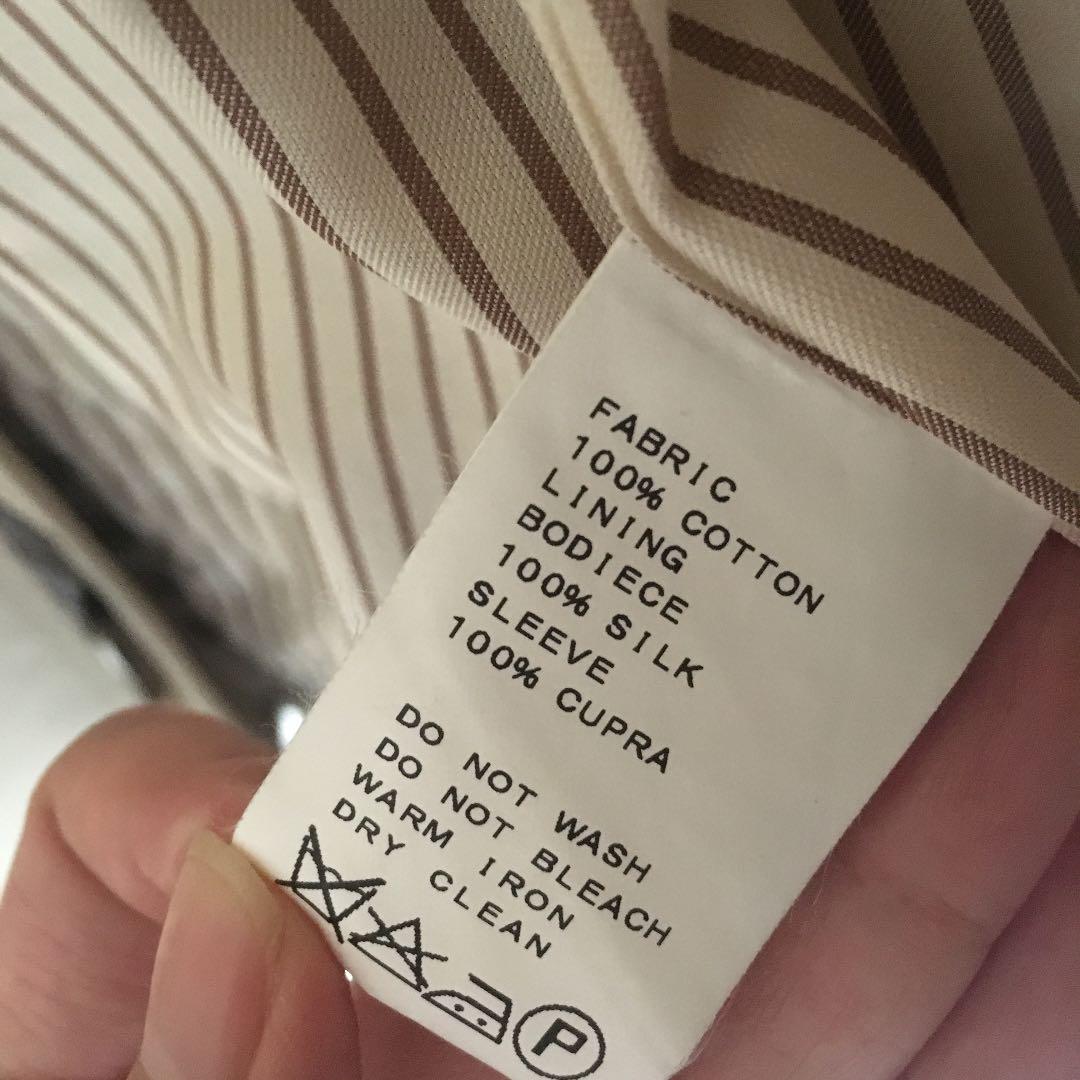 FABRIC
100% COTTON
LINING
BODIECE
100% SILK
SLEEVE
100% CUPRA
DO NOT WASH
DO NOT BLEACH
WARM IRON
DRY CLEAN
P